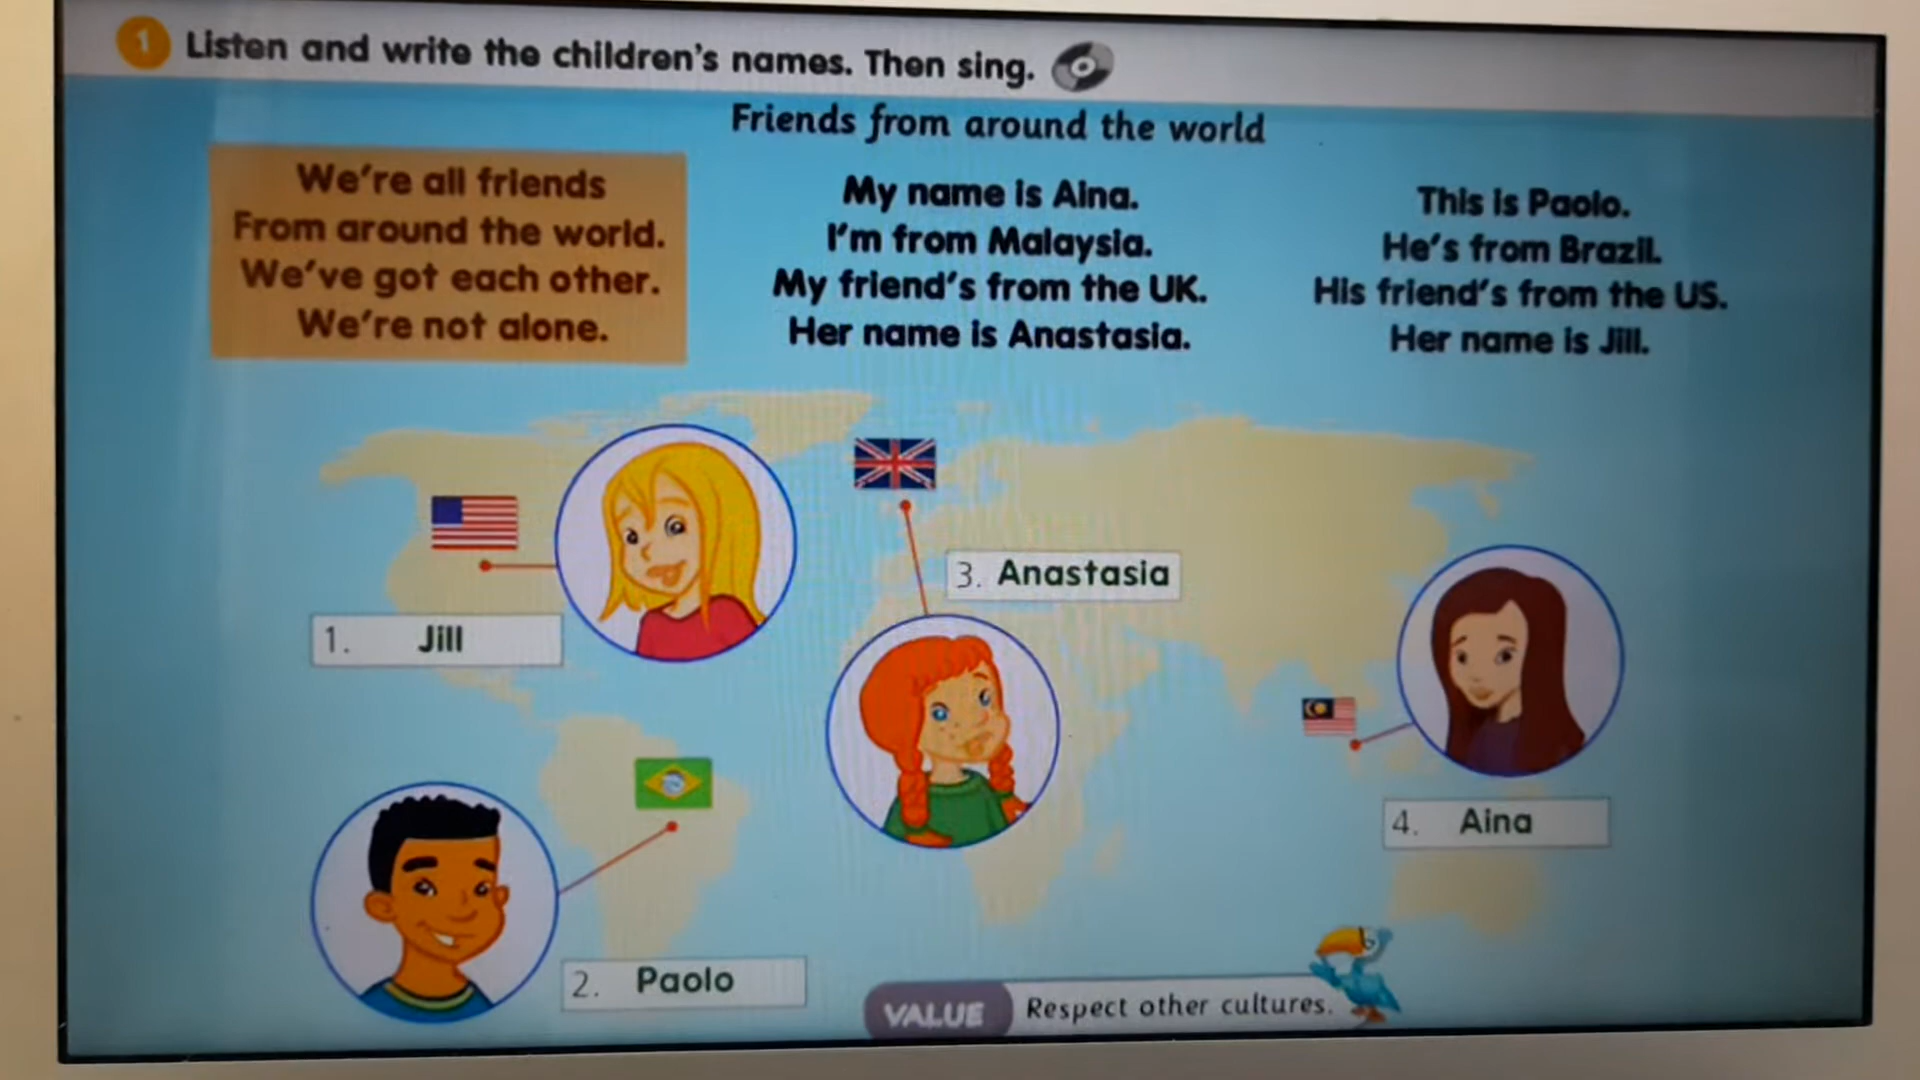 1 Listen and write the children's names. Then sing.
Friends from around the world
We're all friends
From around the world.
We've got each other.
We're not alone.
My name is Aina.
I'm from Malaysia.
My friend's from the UK.
Her name is Anastasia.
This is Paolo.
He's from Brazil.
His friend's from the US.
Her name is Jill.
1. Jill
3. Anastasia
4. Aina
2. Paolo
VALUE Respect other cultures.